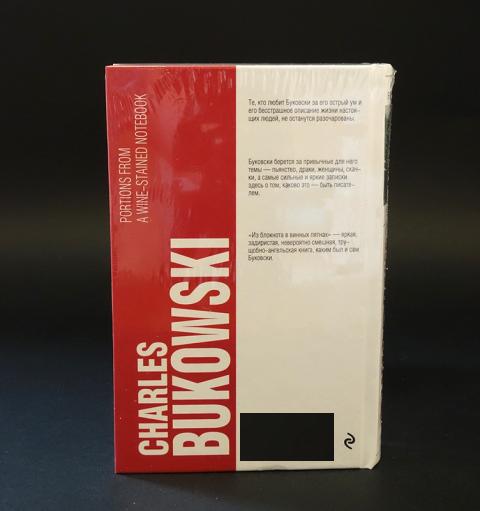 PORTIONS FROM
A WINE-STAINED NOTEBOOK
CHARLES
BUKOWSKI
Те, кто любит Буковски за его острый ум и
его бесстрашное описание жизни настоя-
щих людей, не останутся разочарованы.
Буковски берется за привычные для него
темы — пьянство, драки, женщины, скач-
ки, а самые сильные и яркие записки
здесь о том, каково это — быть писате-
лем.
«Из блокнота в винных пятнах» — яркая,
задиристая, невероятно смешная, тру-
щобно-ангельская книга, каким был и сам
Буковски.